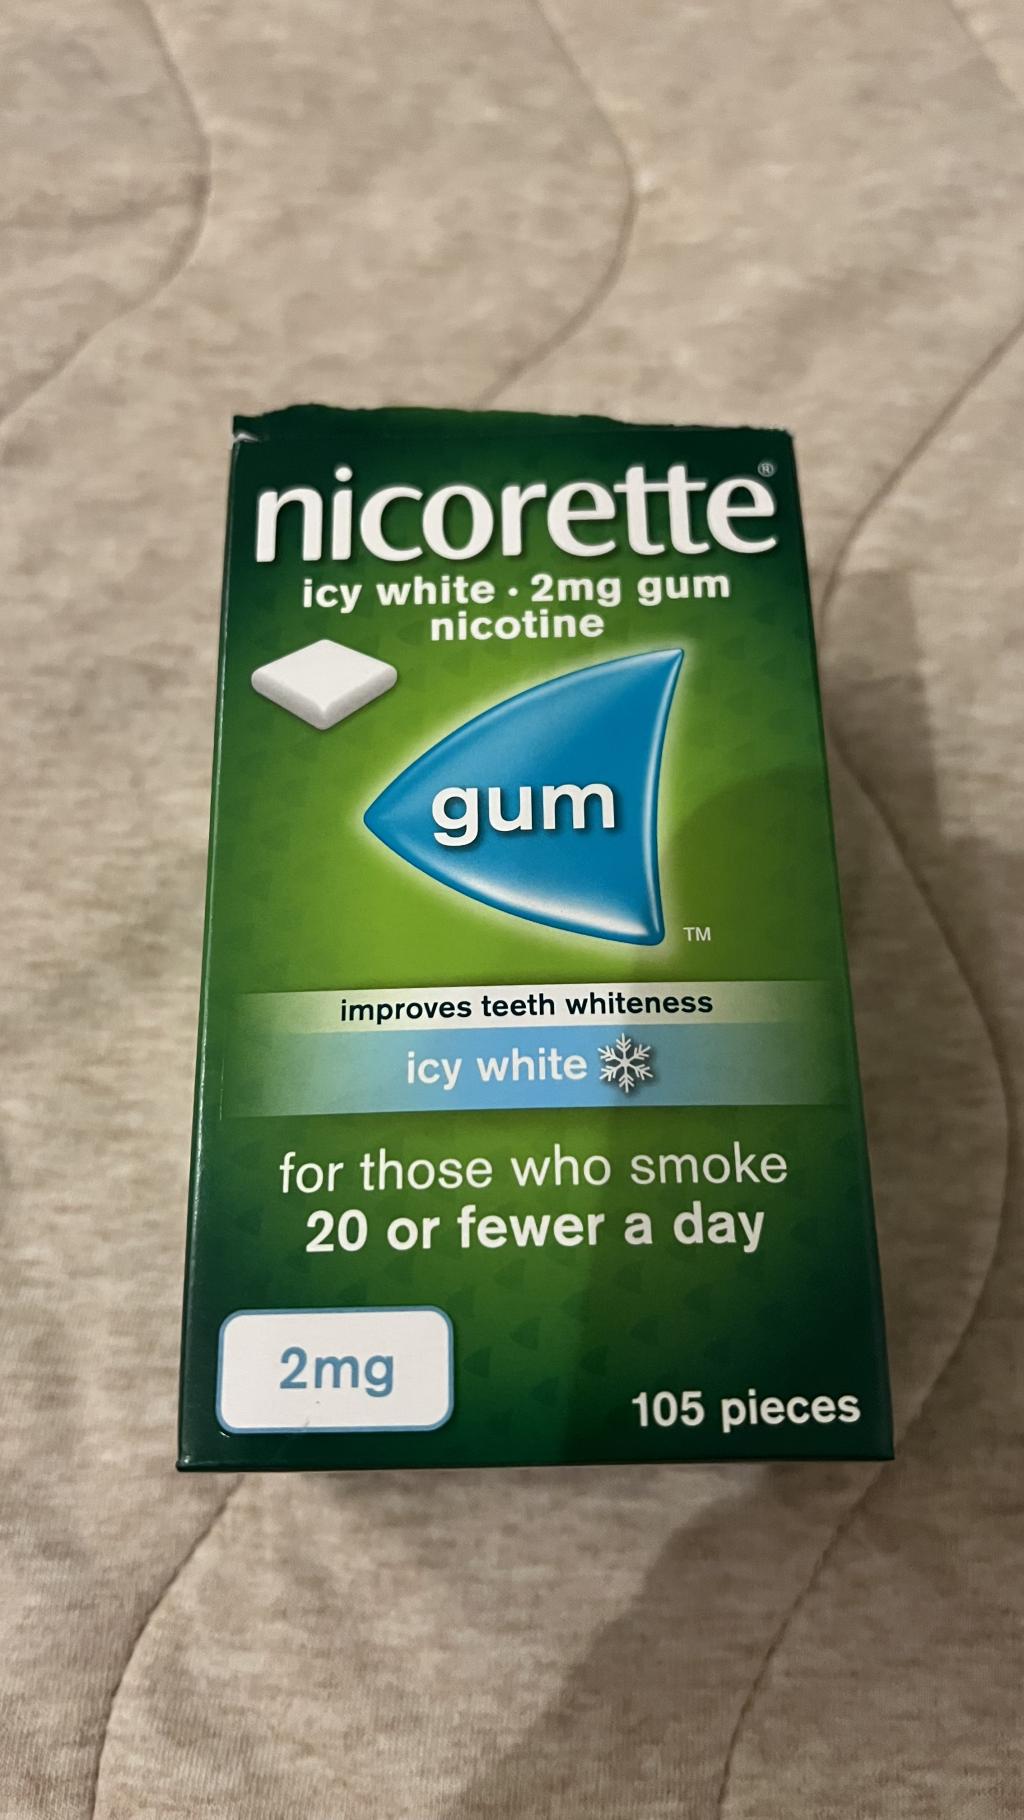 nicorette®
icy white · 2mg gum
nicotine
gum
TM
improves teeth whiteness
icy white
for those who smoke
20 or fewer a day
2mg
105 pieces